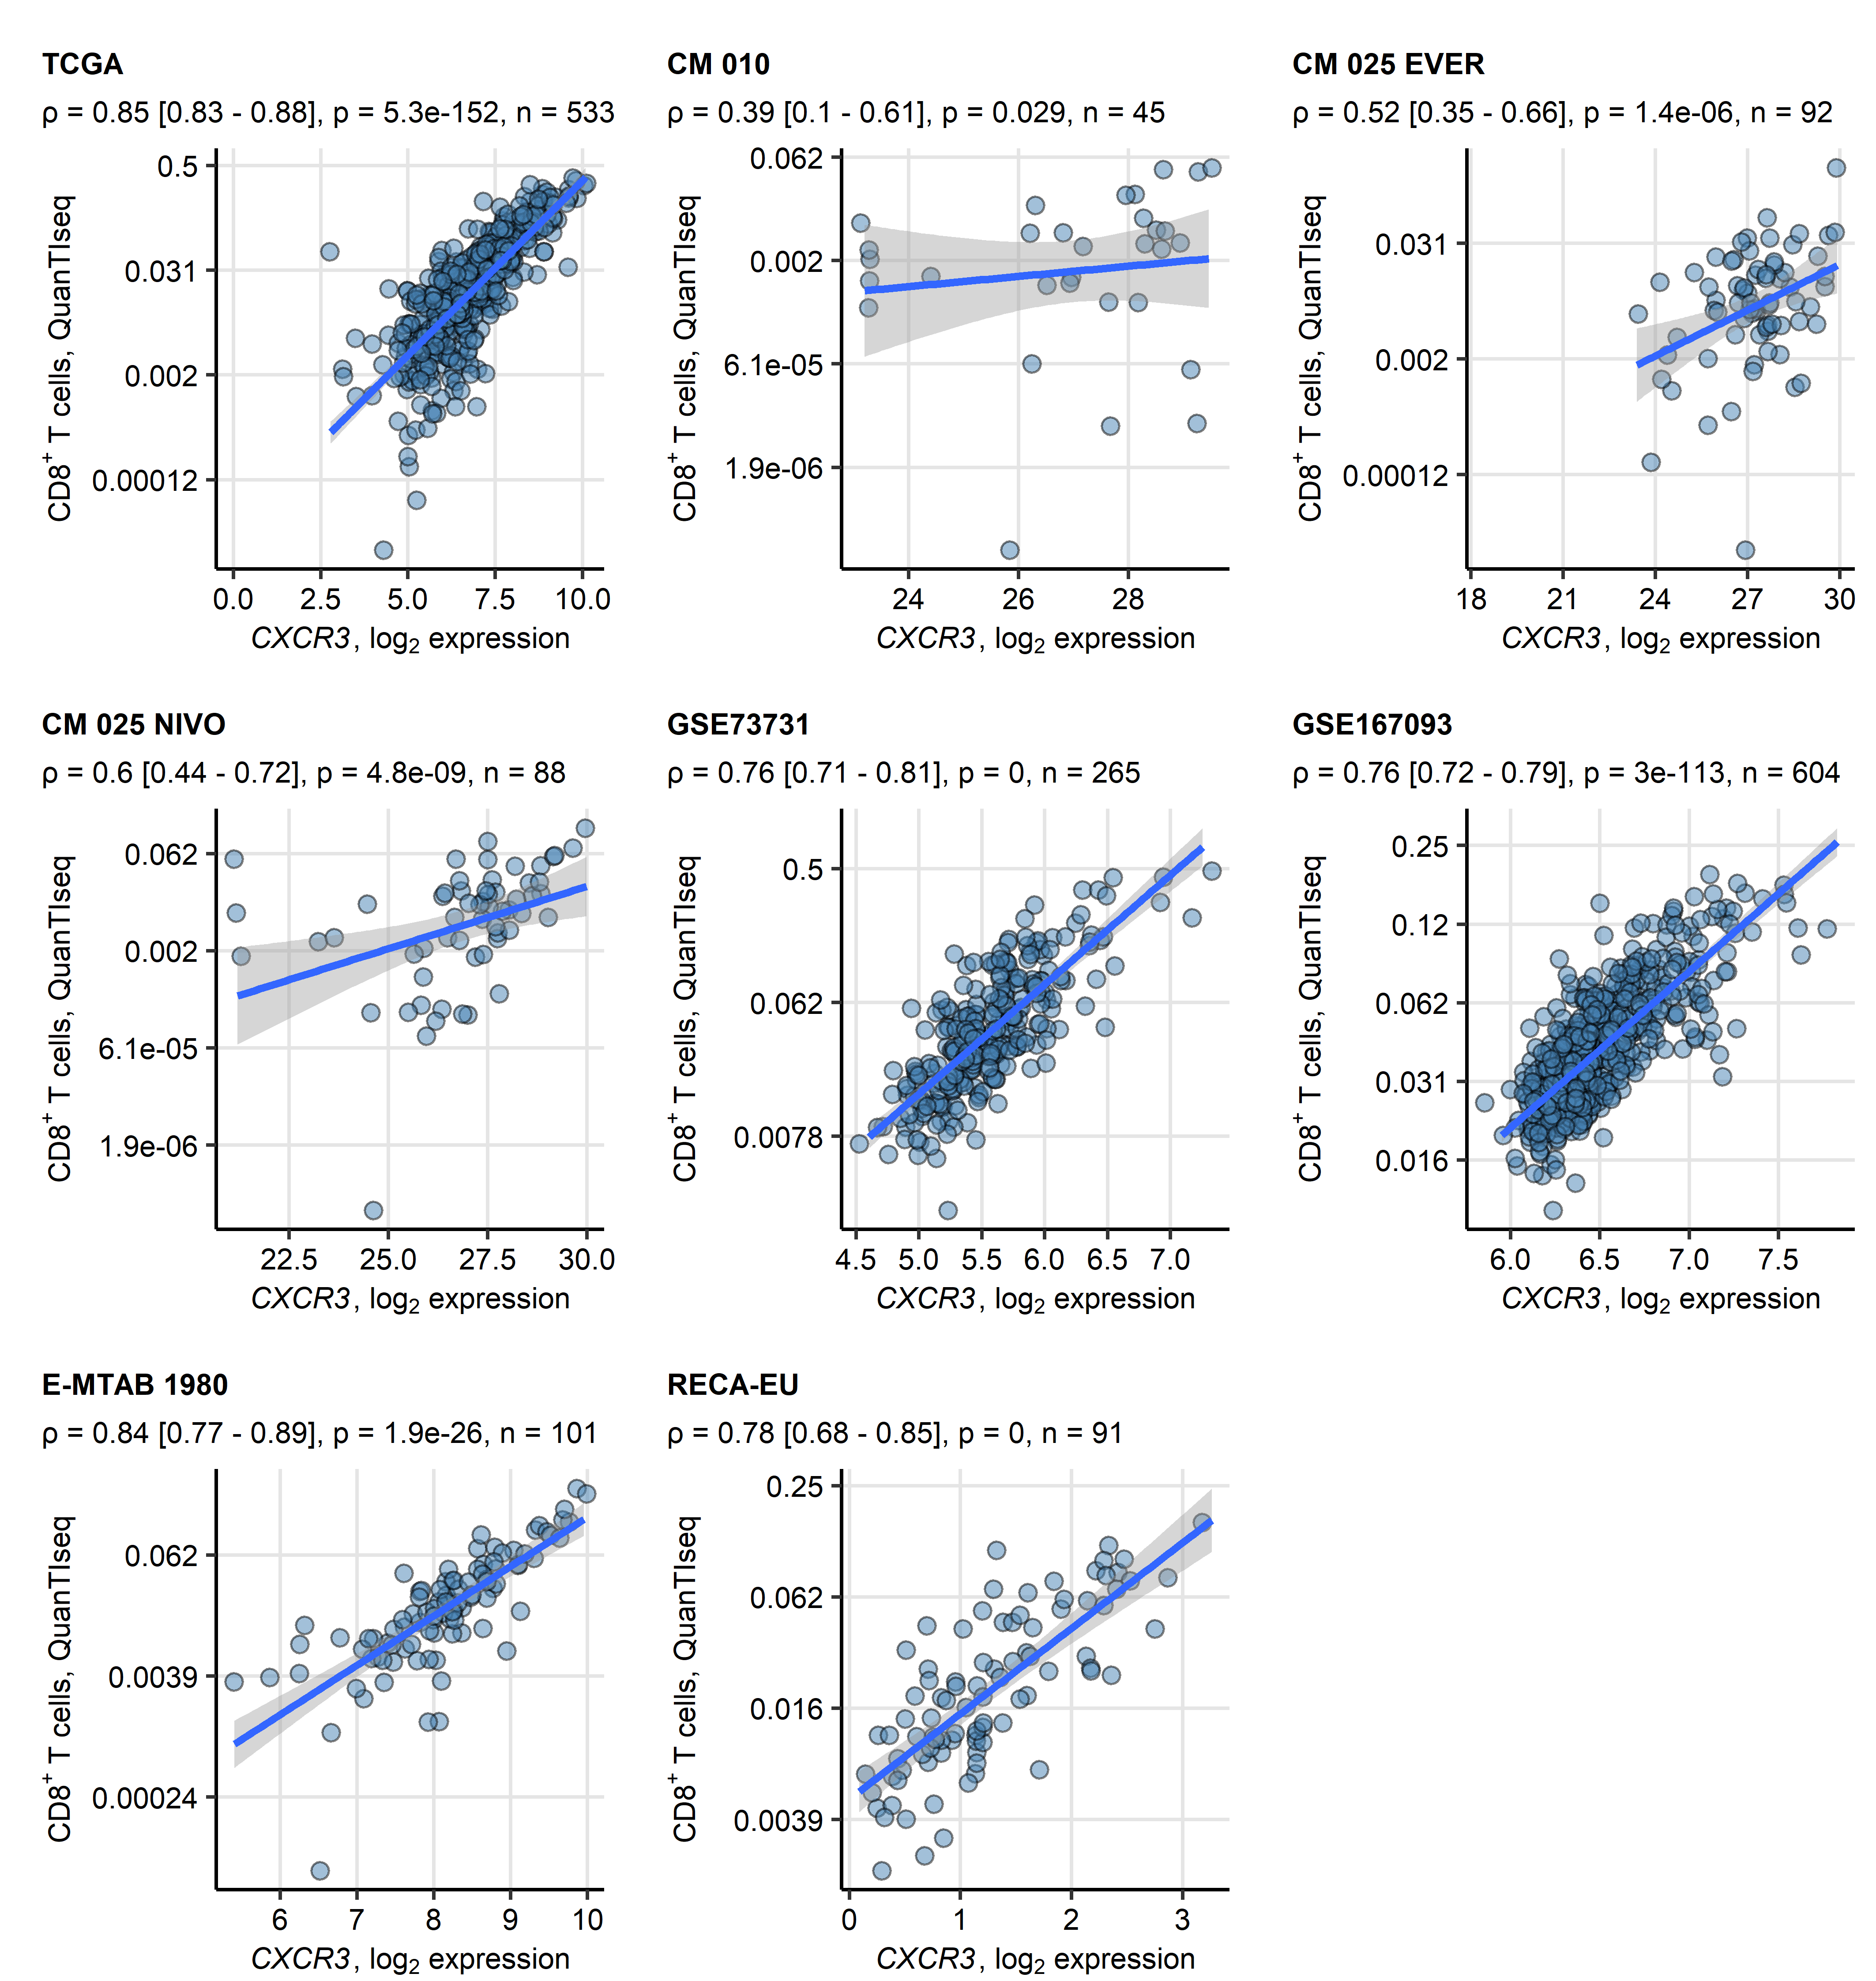 TCGA
ρ = 0.85 [0.83 - 0.88], p = 5.3e-152, n = 533
CD8+ T cells, QuanTIseq
0.5
0.031
0.002
0.00012
0.0 2.5 5.0 7.5 10.0
CXCR3, log2 expression
CM 010
ρ = 0.39 [0.1 - 0.61], p = 0.029, n = 45
CD8+ T cells, QuanTIseq
0.062
0.002
6.1e-05
1.9e-06
24 26 28
CXCR3, log2 expression
CM 025 EVER
ρ = 0.52 [0.35 - 0.66], p = 1.4e-06, n = 92
CD8+ T cells, QuanTIseq
0.031
0.002
0.00012
18 21 24 27 30
CXCR3, log2 expression
CM 025 NIVO
ρ = 0.6 [0.44 - 0.72], p = 4.8e-09, n = 88
CD8+ T cells, QuanTIseq
0.062
0.002
6.1e-05
1.9e-06
22.5 25.0 27.5 30.0
CXCR3, log2 expression
GSE73731
ρ = 0.76 [0.71 - 0.81], p = 0, n = 265
CD8+ T cells, QuanTIseq
0.5
0.062
0.0078
4.5 5.0 5.5 6.0 6.5 7.0
CXCR3, log2 expression
GSE167093
ρ = 0.76 [0.72 - 0.79], p = 3e-113, n = 604
CD8+ T cells, QuanTIseq
0.25
0.12
0.062
0.031
0.016
6.0 6.5 7.0 7.5
CXCR3, log2 expression
E-MTAB 1980
ρ = 0.84 [0.77 - 0.89], p = 1.9e-26, n = 101
CD8+ T cells, QuanTIseq
0.062
0.0039
0.00024
6 7 8 9 10
CXCR3, log2 expression
RECA-EU
ρ = 0.78 [0.68 - 0.85], p = 0, n = 91
CD8+ T cells, QuanTIseq
0.25
0.062
0.016
0.0039
0 1 2 3
CXCR3, log2 expression